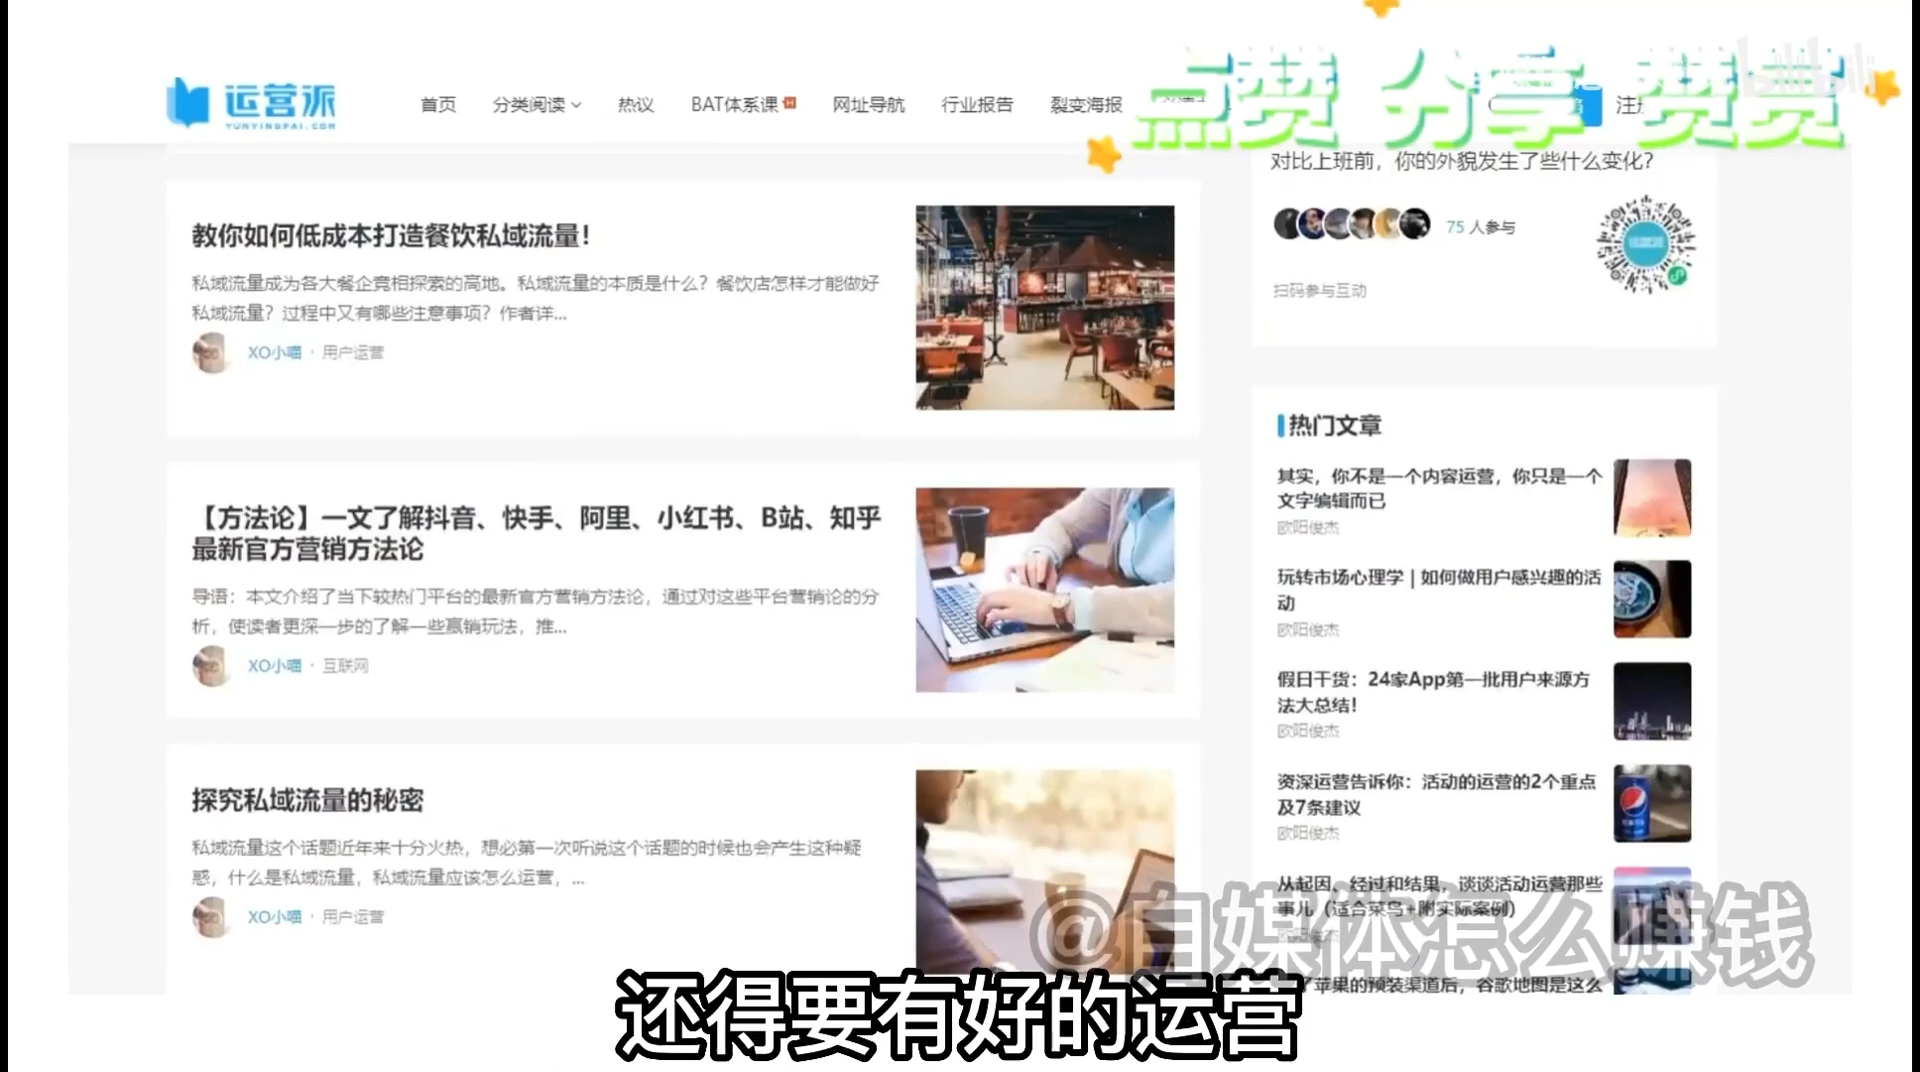 运营派
YUNYINGPAI.COM
首页 分类阅读 热议 BAT体系课 网址导航 行业报告 裂变海报
点赞 分享 赞赏
bilibili
对比上班前，你的外貌发生了些什么变化？
75 人参与
扫码参与互动
教你如何低成本打造餐饮私域流量！
私域流量成为各大餐企竞相探索的高地。私域流量的本质是什么？餐饮店怎样才能做好
私域流量？过程中又有哪些注意事项？作者详...
XO小喵 · 用户运营
【方法论】一文了解抖音、快手、阿里、小红书、B站、知乎
最新官方营销方法论
导语：本文介绍了当下较热门平台的最新官方营销方法论，通过对这些平台营销论的分
析，使读者更深一步的了解一些赢销玩法，推...
XO小喵 · 互联网
探究私域流量的秘密
私域流量这个话题近年来十分火热，想必第一次听说这个话题的时候也会产生这种疑
惑，什么是私域流量，私域流量应该怎么运营，...
XO小喵 · 用户运营
热门文章
其实，你不是一个内容运营，你只是一个
文字编辑而已
欧阳俊杰
玩转市场心理学 | 如何做用户感兴趣的活
动
欧阳俊杰
假日干货：24家App第一批用户来源方
法大总结！
欧阳俊杰
资深运营告诉你：活动的运营的2个重点
及7条建议
欧阳俊杰
从起因、经过和结果，谈谈活动运营那些
事儿（适合菜鸟+附实际案例）
了苹果的预装渠道后，谷歌地图是这么
@自媒体怎么赚钱
还得要有好的运营